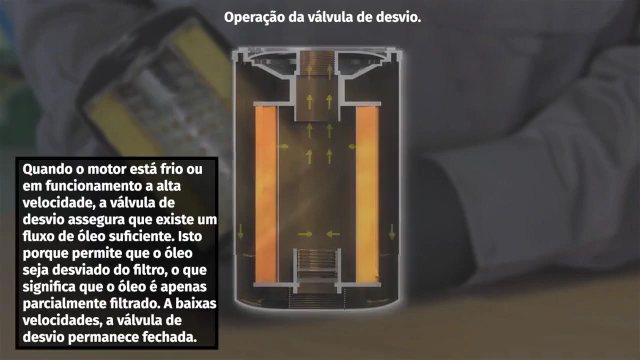 Operação da válvula de desvio.
Quando o motor está frio ou
em funcionamento a alta
velocidade, a válvula de
desvio assegura que existe um
fluxo de óleo suficiente. Isto
porque permite que o óleo
seja desviado do filtro, o que
significa que o óleo é apenas
parcialmente filtrado. A baixas
velocidades, a válvula de
desvio permanece fechada.